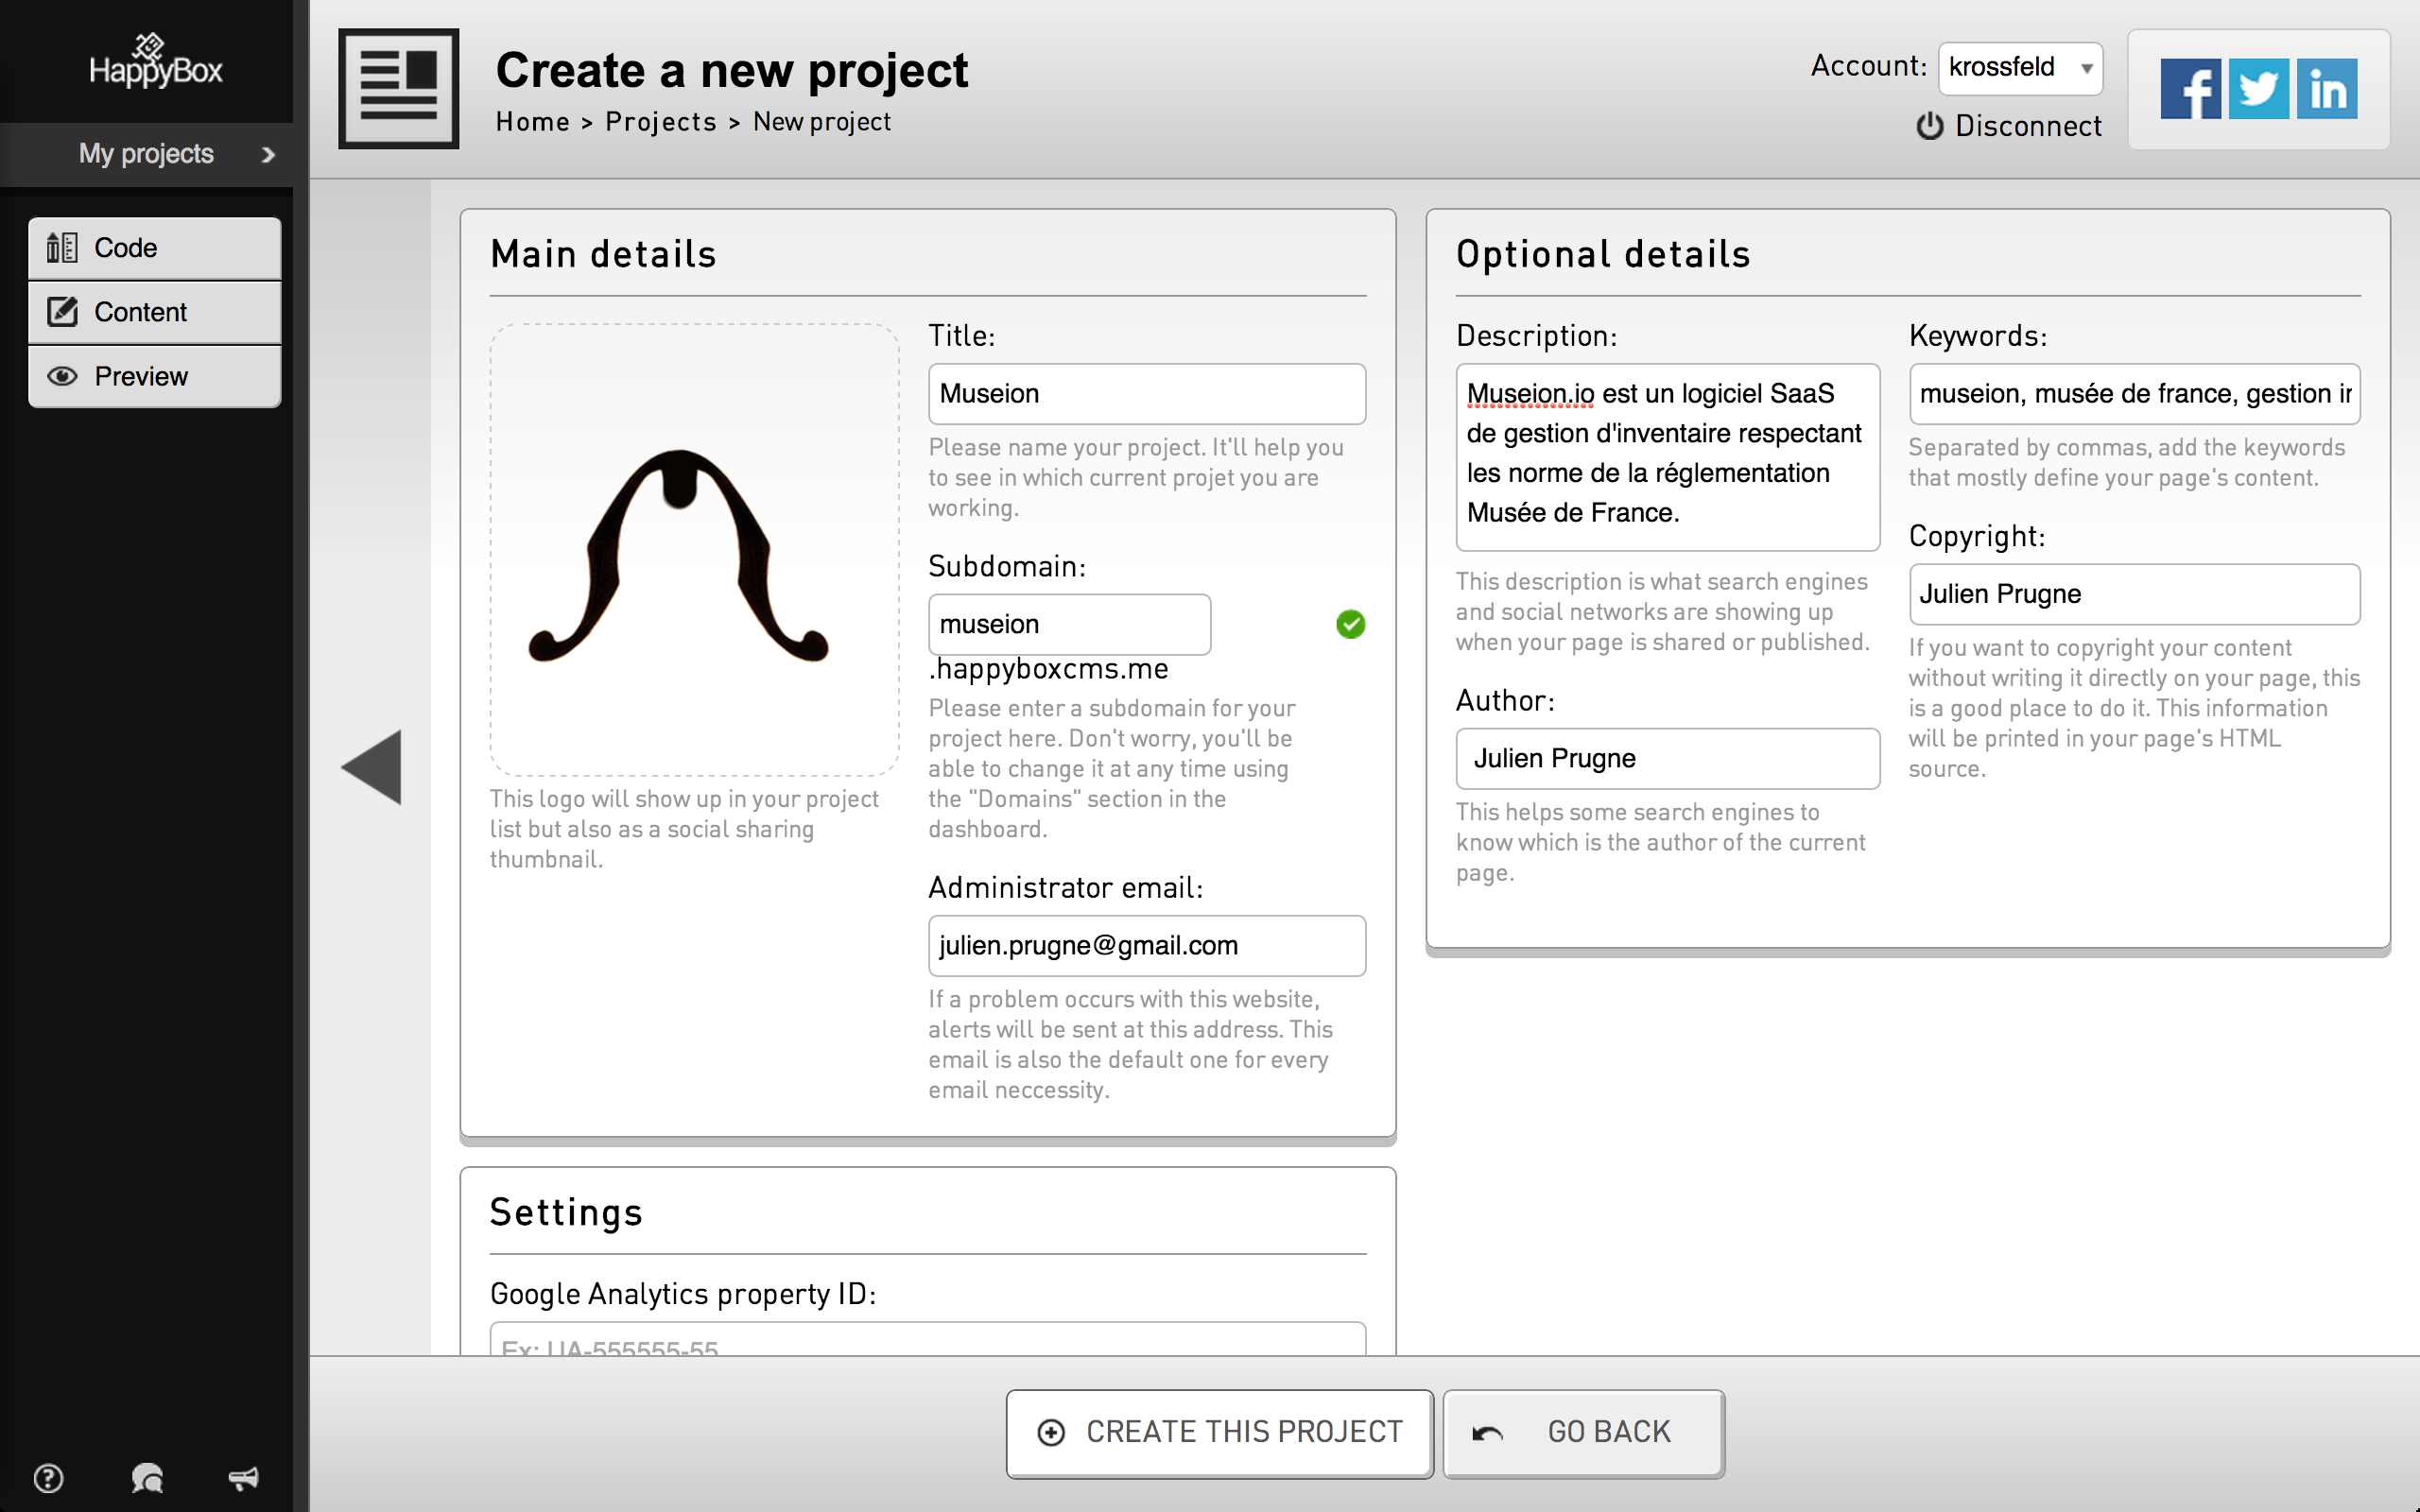 HappyBox
My projects
Code
Content
Preview
Create a new project
Home > Projects > New project
Account: krossfeld
Disconnect
Main details
This logo will show up in your project
list but also as a social sharing
thumbnail.
Title:
Museion
Please name your project. It'll help you
to see in which current projet you are
working.
Subdomain:
museion
.happyboxcms.me
Please enter a subdomain for your
project here. Don't worry, you'll be
able to change it at any time using
the "Domains" section in the
dashboard.
Administrator email:
julien.prugne@gmail.com
If a problem occurs with this website,
alerts will be sent at this address. This
email is also the default one for every
email neccessity.
Optional details
Description:
Museion.io est un logiciel SaaS
de gestion d'inventaire respectant
les norme de la réglementation
Musée de France.
This description is what search engines
and social networks are showing up
when your page is shared or published.
Author:
Julien Prugne
This helps some search engines to
know which is the author of the current
page.
Keywords:
museion, musée de france, gestion
Separated by commas, add the keywords
that mostly define your page's content.
Copyright:
Julien Prugne
If you want to copyright your content
without writing it directly on your page, this
is a good place to do it. This information
will be printed in your page's HTML
source.
Settings
Google Analytics property ID:
Ex: UA-555555-55
CREATE THIS PROJECT
GO BACK